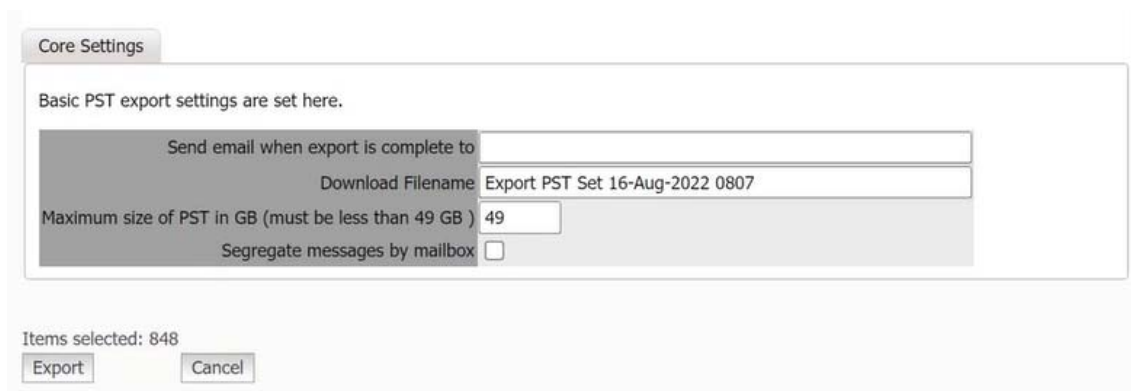 Core Settings
Basic PST export settings are set here.
Send email when export is complete to
Download Filename Export PST Set 16-Aug-2022 0807
Maximum size of PST in GB (must be less than 49 GB ) 49
Segregate messages by mailbox
Items selected: 848
Export Cancel